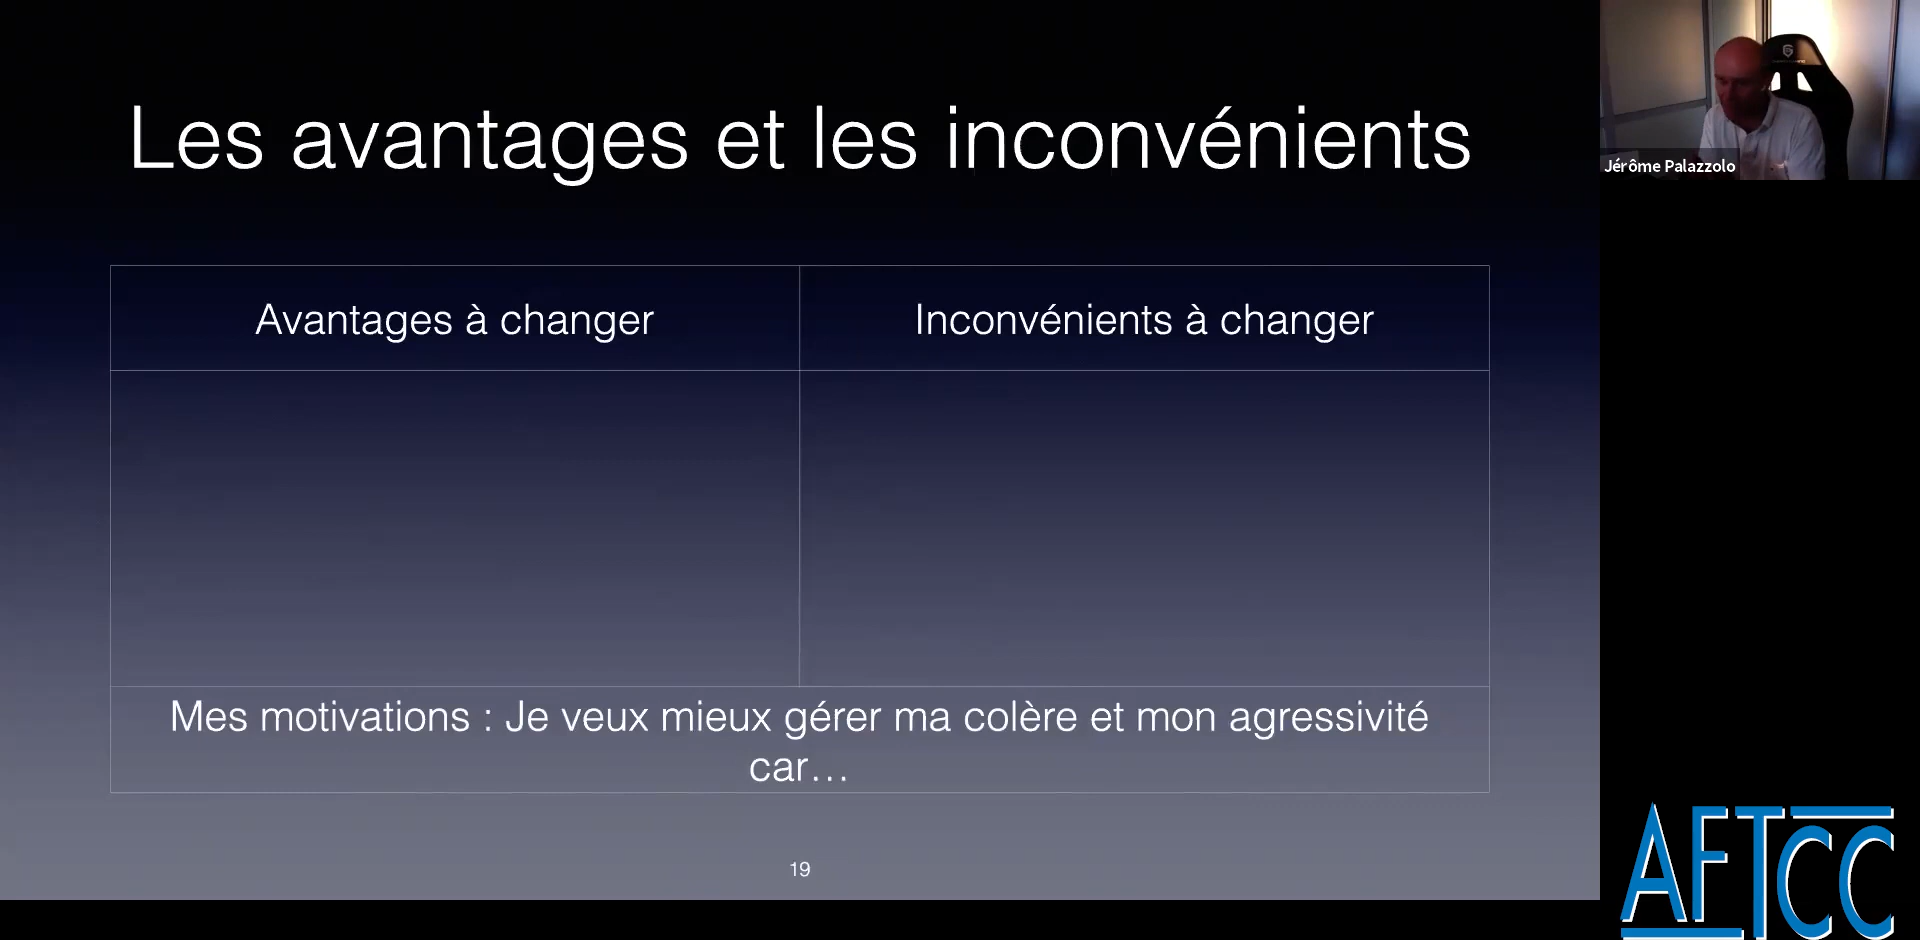 Les avantages et les inconvénients
Jérôme Palazzolo
Avantages à changer
Inconvénients à changer
Mes motivations : Je veux mieux gérer ma colère et mon agressivité
car…
19
AFTCC